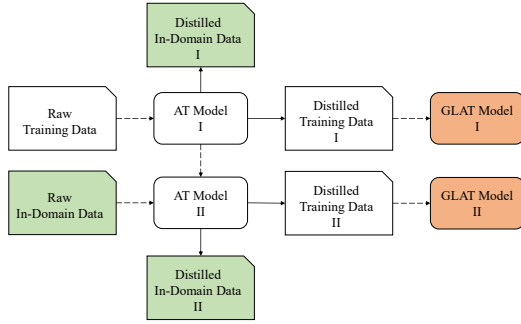 Distilled
In-Domain Data
I
Raw
Training Data
AT Model
I
Distilled
Training Data
I
GLAT Model
I
Raw
In-Domain Data
AT Model
II
Distilled
Training Data
II
GLAT Model
II
Distilled
In-Domain Data
II